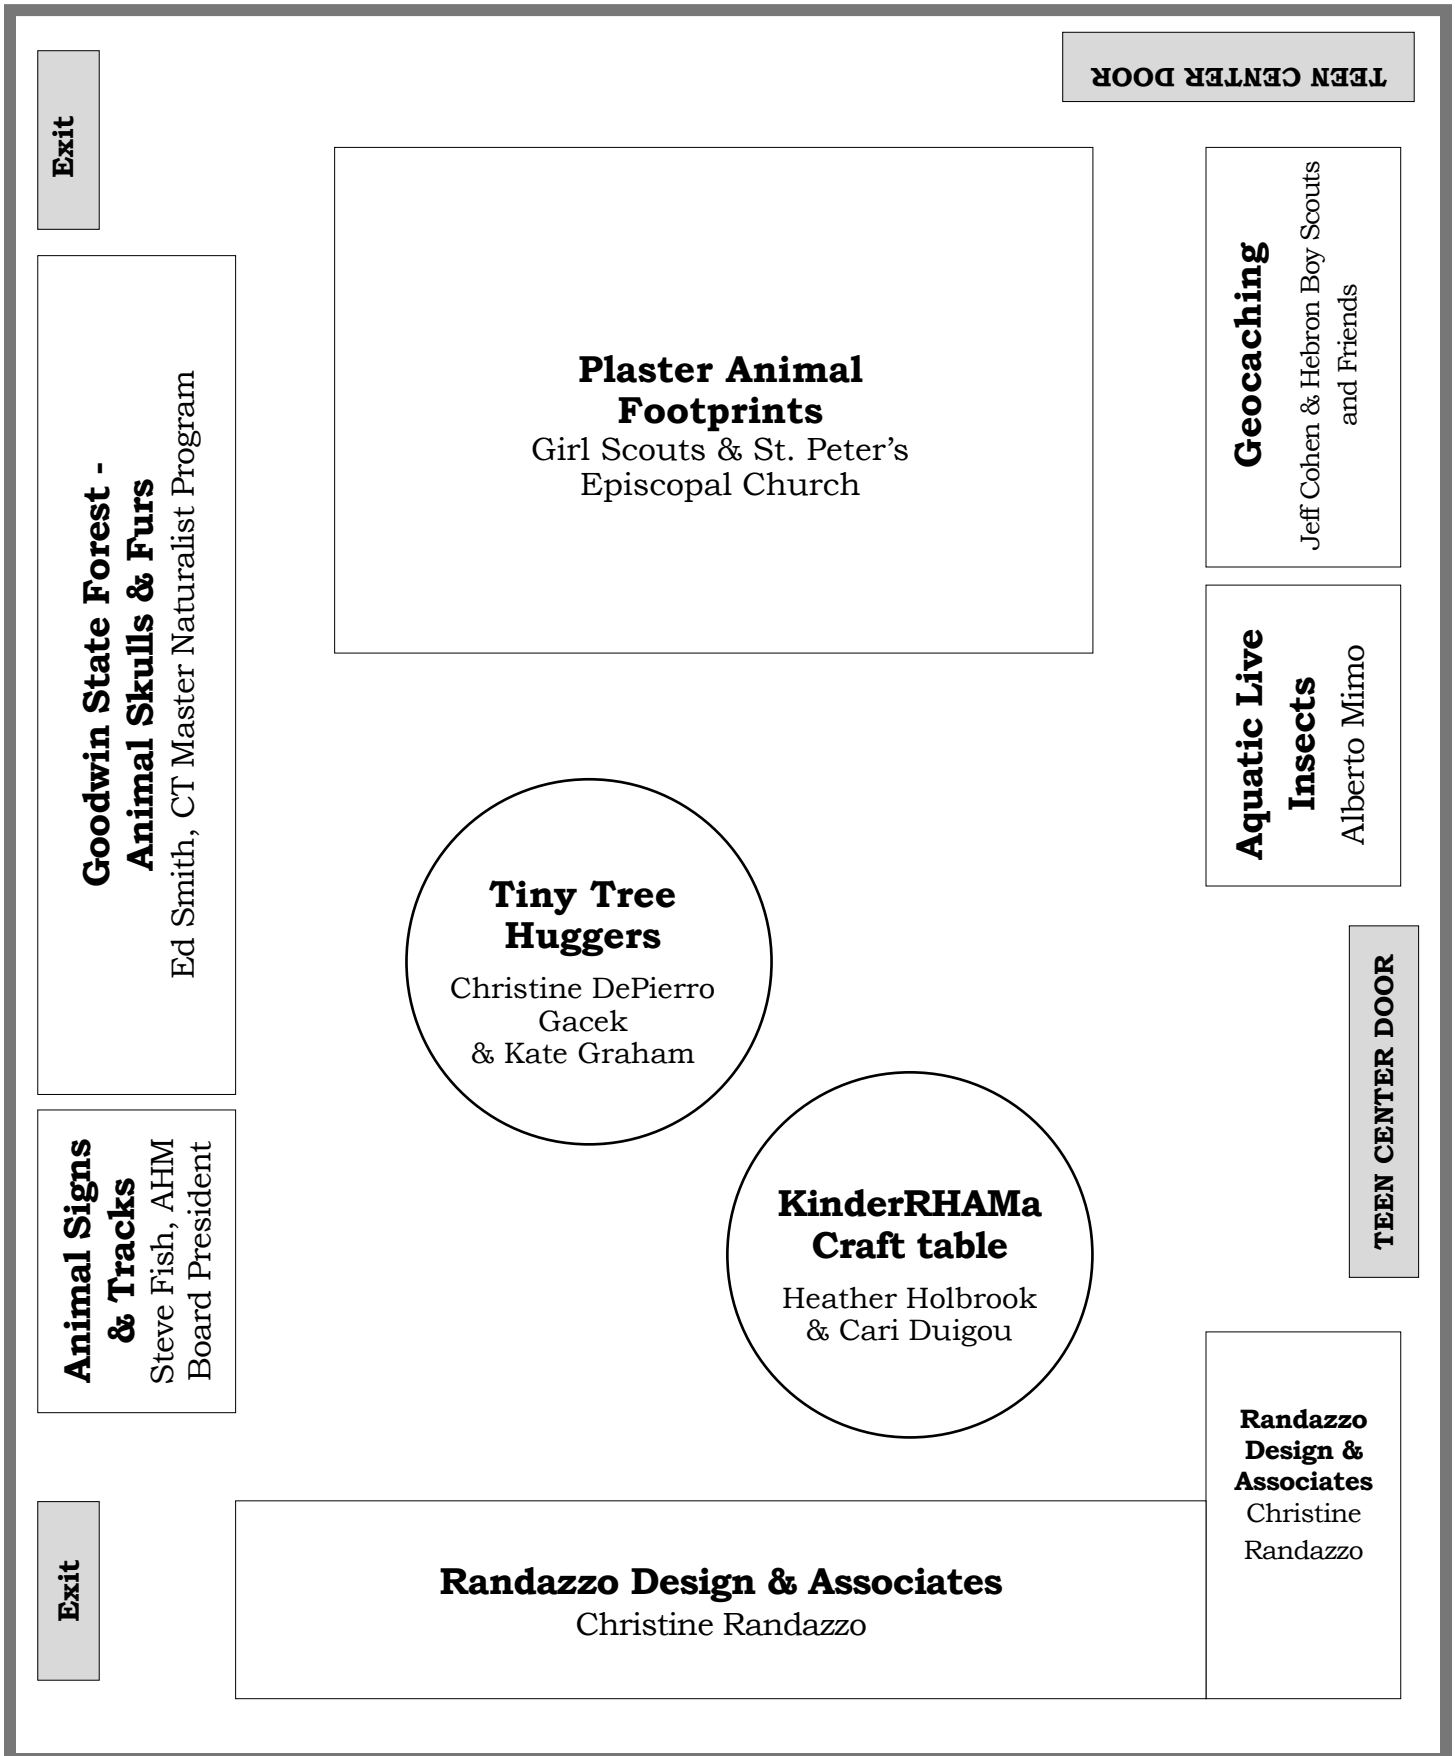 TEEN CENTER DOOR
Exit
Plaster Animal
Footprints
Girl Scouts & St. Peter’s
Episcopal Church
Geocaching
Jeff Cohen & Hebron Boy Scouts
and Friends
Goodwin State Forest -
Animal Skulls & Furs
Ed Smith, CT Master Naturalist Program
Aquatic Live
Insects
Alberto Mimo
Tiny Tree
Huggers
Christine DePierro
Gacek
& Kate Graham
TEEN CENTER DOOR
Animal Signs
& Tracks
Steve Fish, AHM
Board President
KinderRHAMa
Craft table
Heather Holbrook
& Cari Duigou
Randazzo
Design &
Associates
Christine
Randazzo
Exit
Randazzo Design & Associates
Christine Randazzo